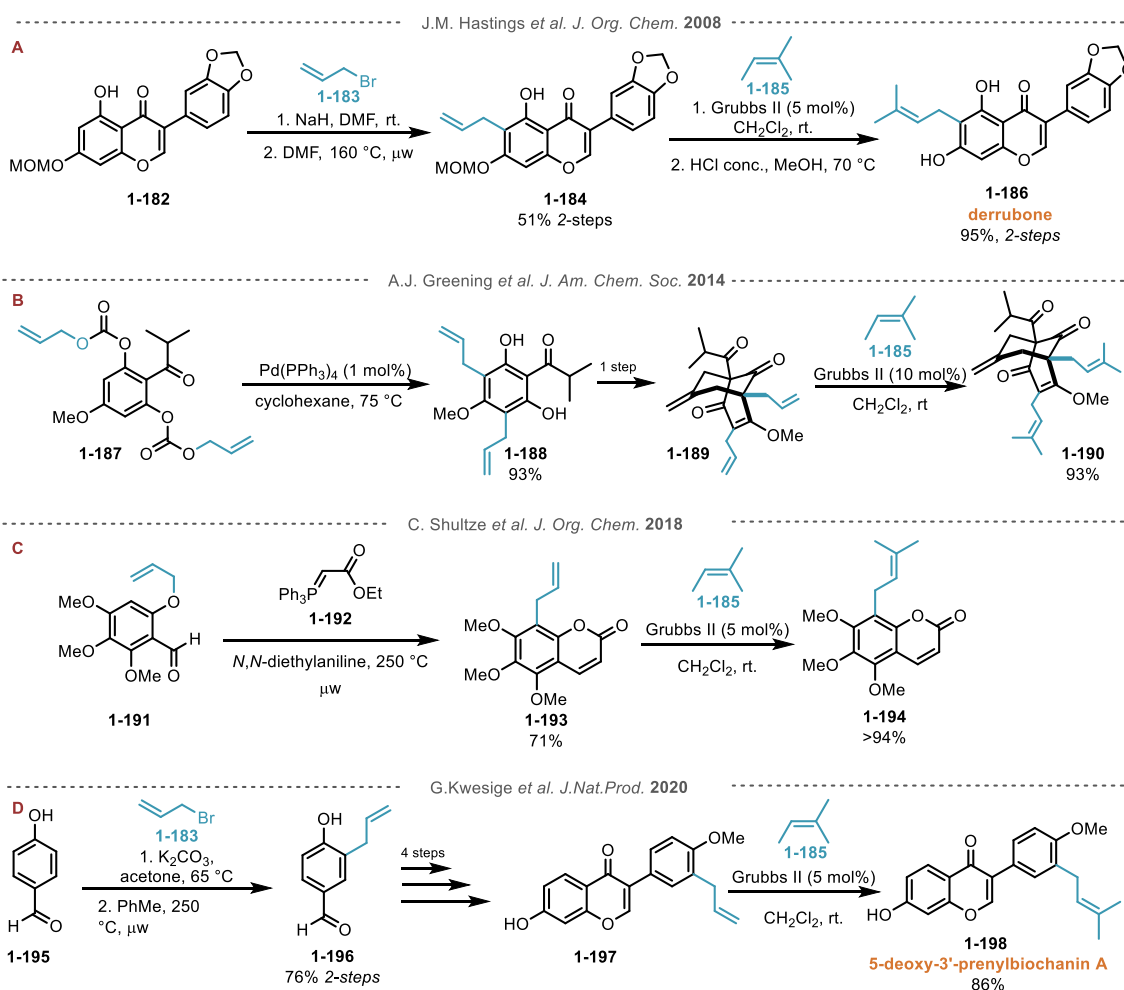 J.M. Hastings et al. J. Org. Chem. 2008
A
OH
O
O
O
MOMO
O
1-182
Br
1-183
1. NaH, DMF, rt.
2. DMF, 160 °C, μw
OH
O
O
O
MOMO
O
1-184
51% 2-steps
1-185
1. Grubbs II (5 mol%)
CH2Cl2, rt.
2. HCl conc., MeOH, 70 °C
OH
O
O
O
HO
O
1-186
derrubone
95%, 2-steps
A.J. Greening et al. J. Am. Chem. Soc. 2014
B
O
O
O
O
MeO
O
O
O
1-187
Pd(PPh3)4 (1 mol%)
cyclohexane, 75 °C
OH
O
MeO
OH
1-188
93%
1 step
O
O
O
OMe
1-189
1-185
Grubbs II (10 mol%)
CH2Cl2, rt
O
O
O
OMe
1-190
93%
C. Shultze et al. J. Org. Chem. 2018
C
O
MeO
MeO
H
OMe
O
1-191
O
Ph3P
OEt
1-192
N,N-diethylaniline, 250 °C
μw
MeO
O
O
MeO
OMe
1-193
71%
1-185
Grubbs II (5 mol%)
CH2Cl2, rt.
MeO
O
O
MeO
OMe
1-194
>94%
G.Kwesige et al. J.Nat.Prod. 2020
D
OH
H
O
1-195
Br
1-183
1. K2CO3,
acetone, 65 °C
2. PhMe, 250
°C, μw
OH
H
O
1-196
76% 2-steps
4 steps
OMe
O
HO
O
1-197
1-185
Grubbs II (5 mol%)
CH2Cl2, rt.
OMe
O
HO
O
1-198
5-deoxy-3'-prenylbiochanin A
86%